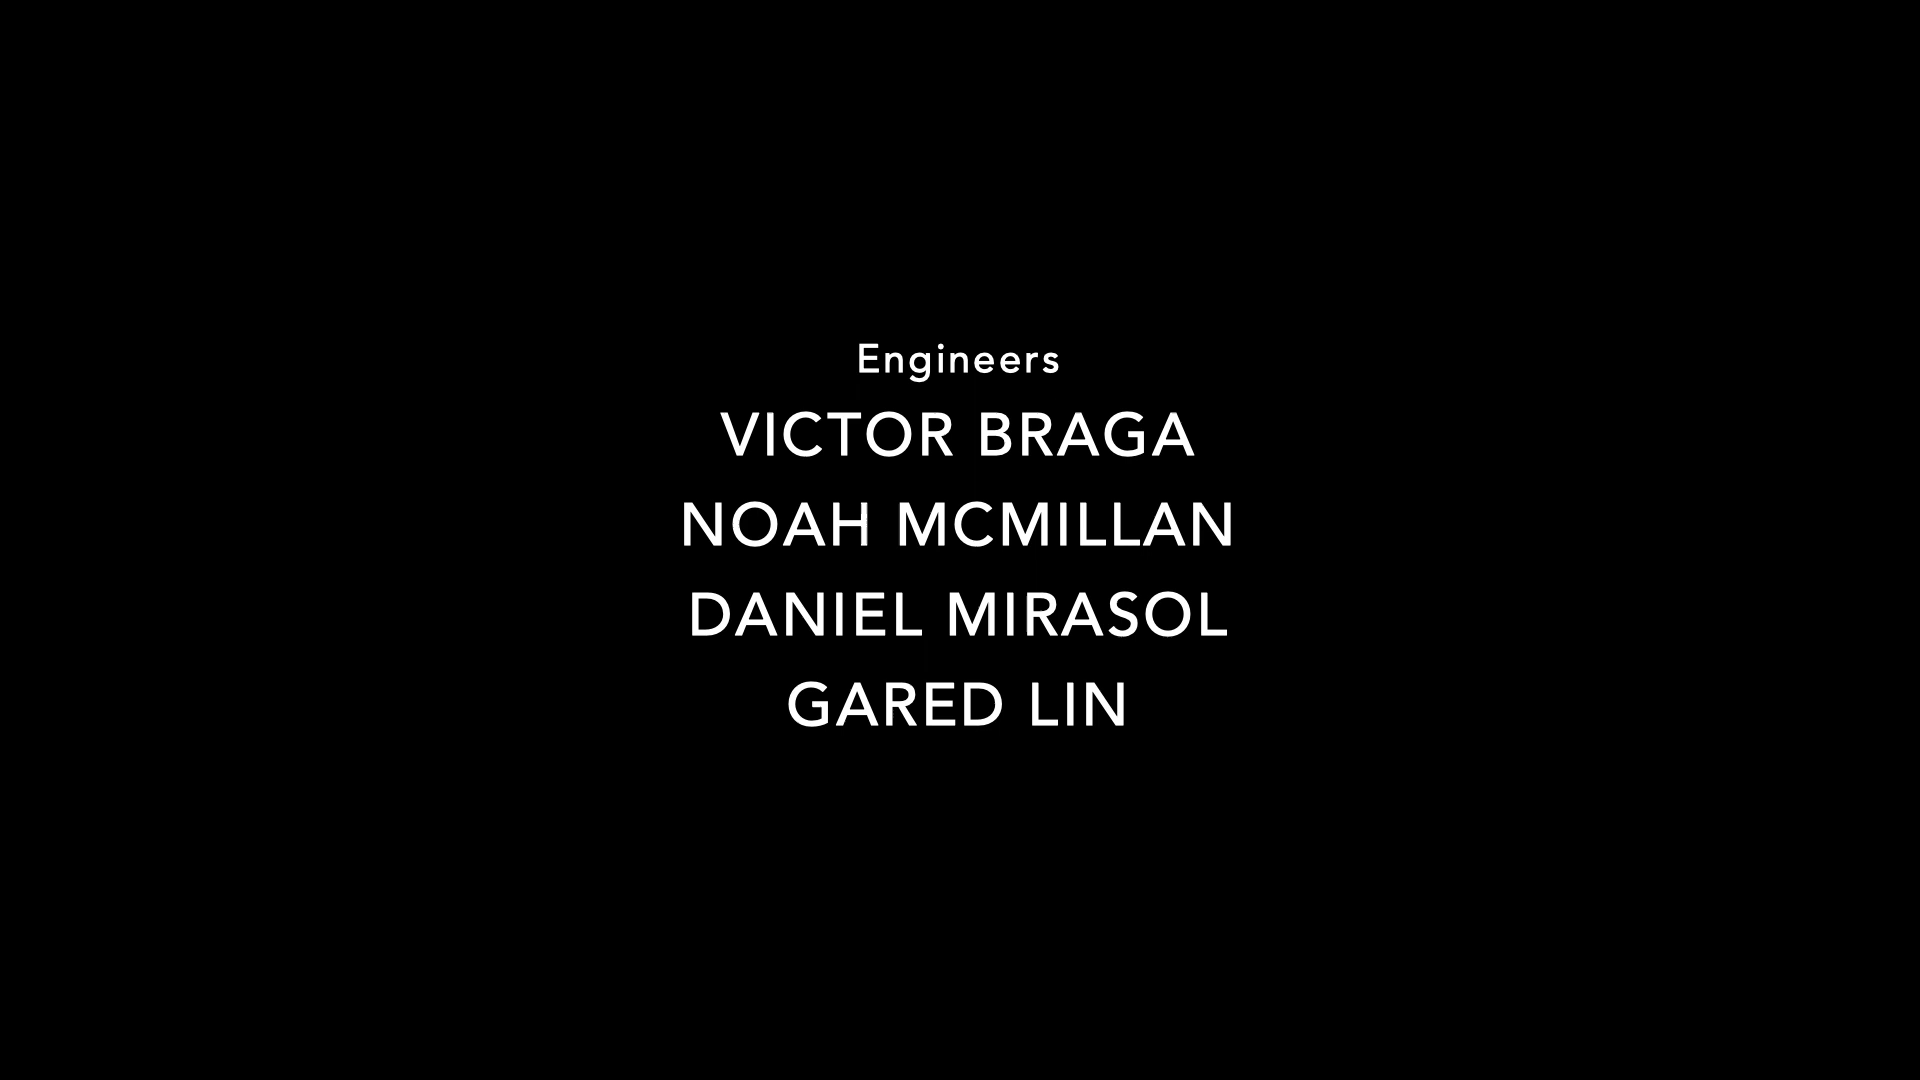 Engineers
VICTOR BRAGA
NOAH MCMILLAN
DANIEL MIRASOL
GARED LIN